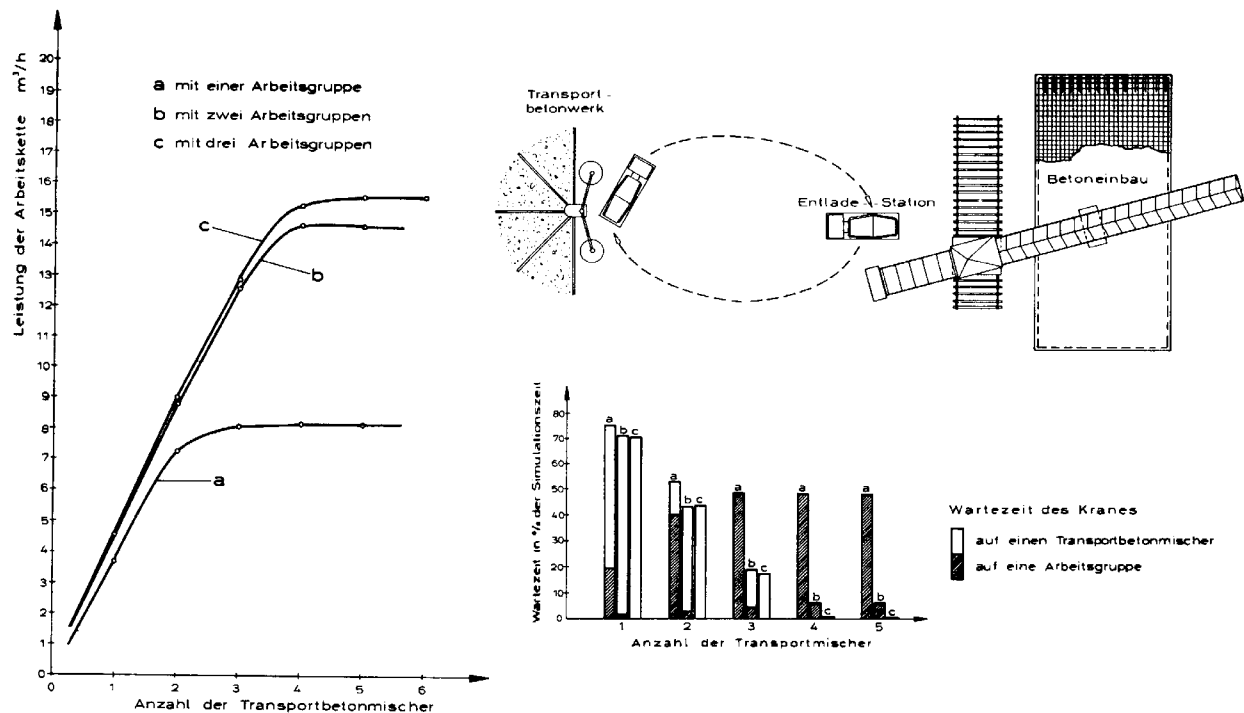 Leistung der Arbeitskette m³/h
20
19
18
17
16
15
14
13
12
11
10
9
8
7
6
5
4
3
2
1
0
0 1 2 3 4 5 6
Anzahl der Transportbetonmischer
a mit einer Arbeitsgruppe
b mit zwei Arbeitsgruppen
c mit drei Arbeitsgruppen
c
b
a
Transport-
betonwerk
Entlade-Station
Betoneinbau
Wartezeit in % der Simulationszeit
80
70
60
50
40
30
20
10
0
a b c
a b c
a b c
a b c
a b c
1 2 3 4 5
Anzahl der Transportmischer
Wartezeit des Kranes
auf einen Transportbetonmischer
auf eine Arbeitsgruppe